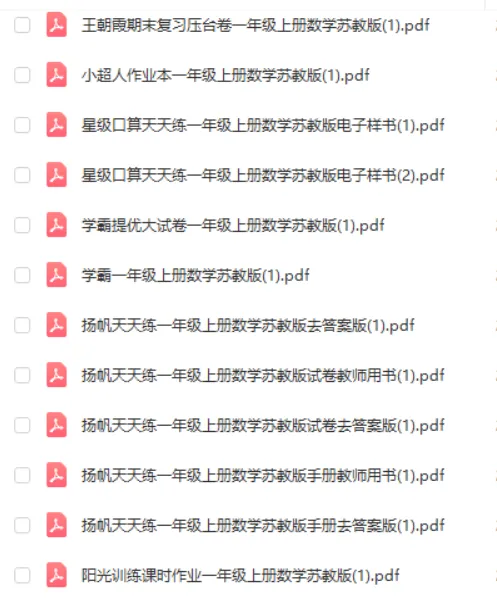 王朝霞期末复习压台卷一年级上册数学苏教版(1).pdf
小超人作业本一年级上册数学苏教版(1).pdf
星级口算天天练一年级上册数学苏教版电子样书(1).pdf
星级口算天天练一年级上册数学苏教版电子样书(2).pdf
学霸提优大试卷一年级上册数学苏教版(1).pdf
学霸一年级上册数学苏教版(1).pdf
扬帆天天练一年级上册数学苏教版去答案版(1).pdf
扬帆天天练一年级上册数学苏教版试卷教师用书(1).pdf
扬帆天天练一年级上册数学苏教版试卷去答案版(1).pdf
扬帆天天练一年级上册数学苏教版手册教师用书(1).pdf
扬帆天天练一年级上册数学苏教版手册去答案版(1).pdf
阳光训练课时作业一年级上册数学苏教版(1).pdf